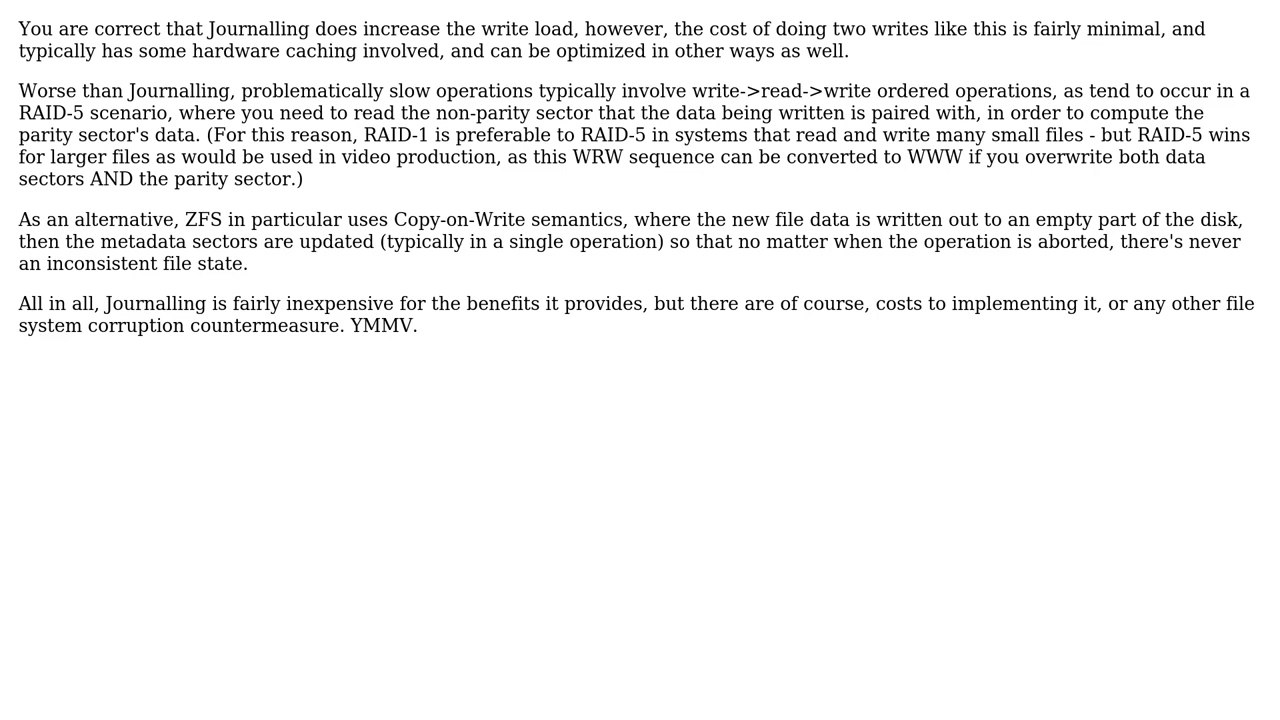 You are correct that Journalling does increase the write load, however, the cost of doing two writes like this is fairly minimal, and
typically has some hardware caching involved, and can be optimized in other ways as well.
Worse than Journalling, problematically slow operations typically involve write->read->write ordered operations, as tend to occur in a
RAID-5 scenario, where you need to read the non-parity sector that the data being written is paired with, in order to compute the
parity sector's data. (For this reason, RAID-1 is preferable to RAID-5 in systems that read and write many small files - but RAID-5 wins
for larger files as would be used in video production, as this WRW sequence can be converted to WWW if you overwrite both data
sectors AND the parity sector.)
As an alternative, ZFS in particular uses Copy-on-Write semantics, where the new file data is written out to an empty part of the disk,
then the metadata sectors are updated (typically in a single operation) so that no matter when the operation is aborted, there's never
an inconsistent file state.
All in all, Journalling is fairly inexpensive for the benefits it provides, but there are of course, costs to implementing it, or any other file
system corruption countermeasure. YMMV.